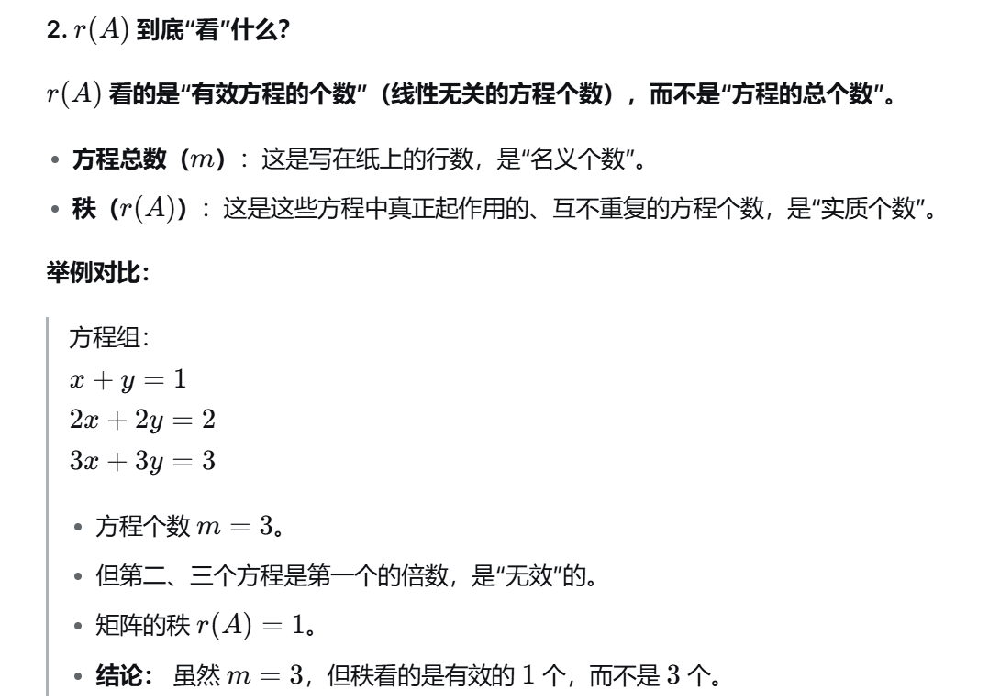 2. r(A) 到底“看”什么？
r(A) 看的是“有效方程的个数”（线性无关的方程个数），而不是“方程的总个数”。
• 方程总数（m）：这是写在纸上的行数，是“名义个数”。
• 秩（r(A)）：这是这些方程中真正起作用的、互不重复的方程个数，是“实质个数”。
举例对比：
方程组：
x + y = 1
2x + 2y = 2
3x + 3y = 3
• 方程个数 m = 3。
• 但第二、三个方程是第一个的倍数，是“无效”的。
• 矩阵的秩 r(A) = 1。
• 结论： 虽然 m = 3，但秩看的是有效的 1 个，而不是 3 个。